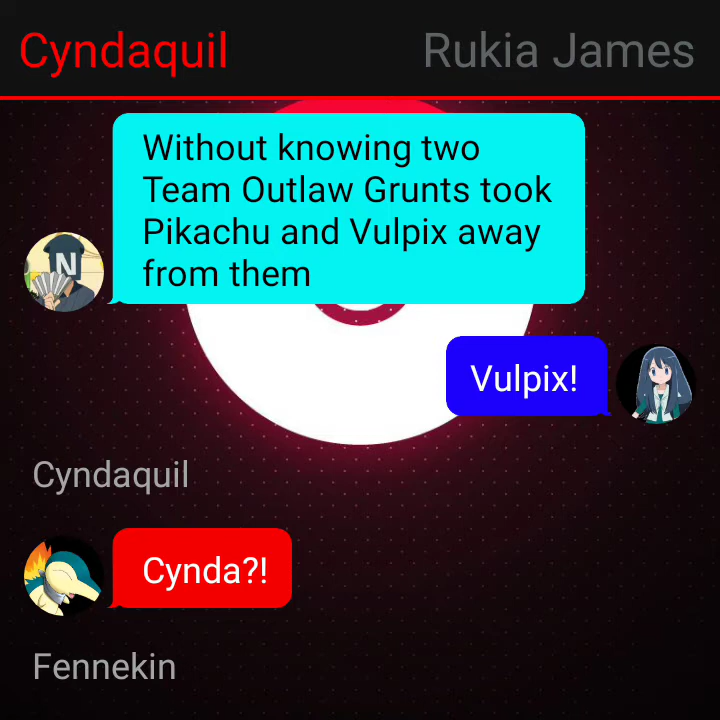 Cyndaquil
Rukia James
Without knowing two
Team Outlaw Grunts took
Pikachu and Vulpix away
from them
N
Vulpix!
Cyndaquil
Cynda?!
Fennekin